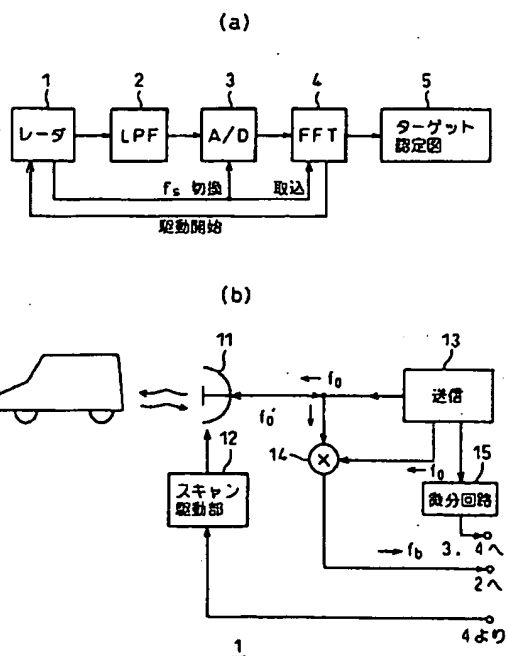 (a)
1 2 3 4 5
レーダ LPF A/D FFT ターゲット
認定図
fs 切換 取込
駆動開始
(b)
11
13
← f0 送信
f0'
12 14 × ← f0 15
スキャン
駆動部
微分回路
→ fb 3. 4へ
2へ
4より
1